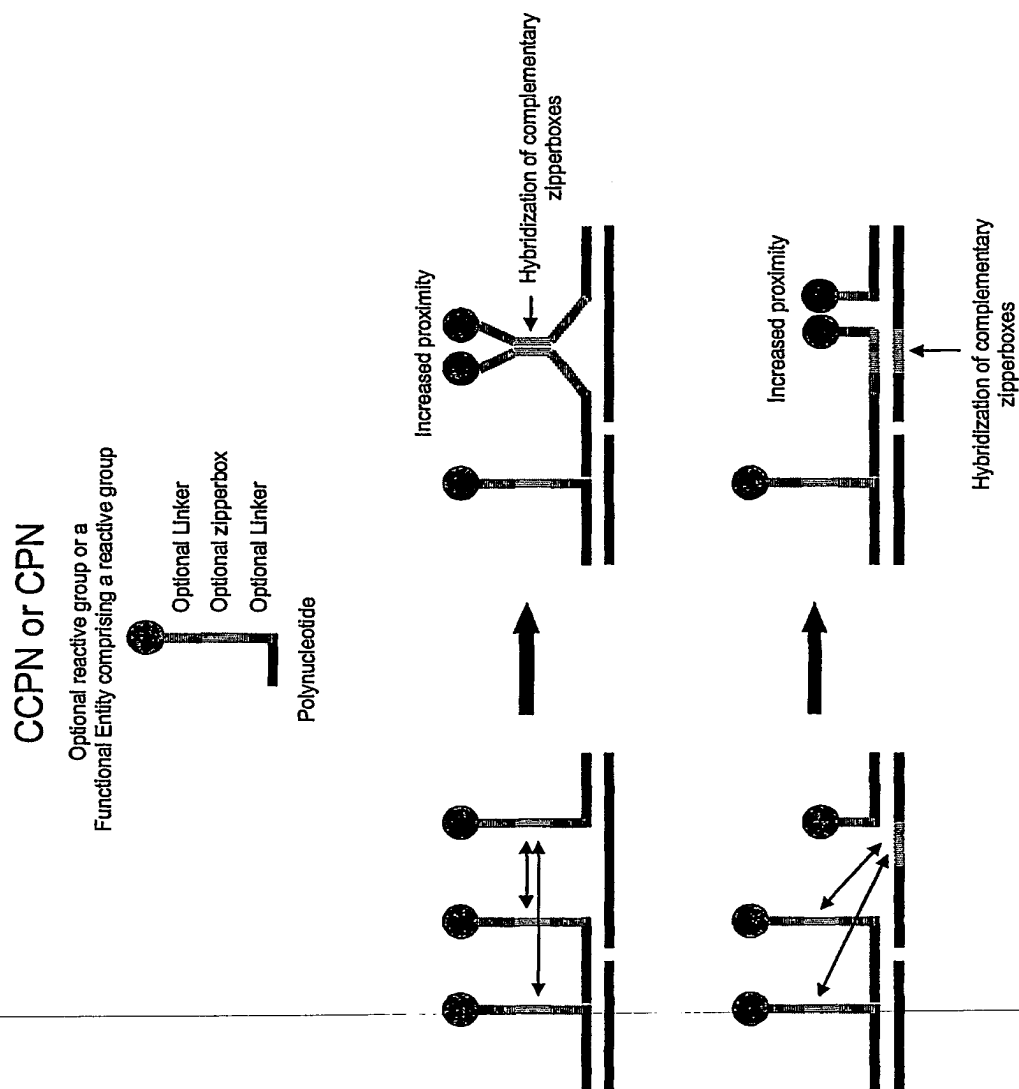 CCPN or CPN
Optional reactive group or a
Functional Entity comprising a reactive group
Optional Linker
Optional zipperbox
Optional Linker
Polynucleotide
Increased proximity
Hybridization of complementary
zipperboxes
Increased proximity
Hybridization of complementary
zipperboxes